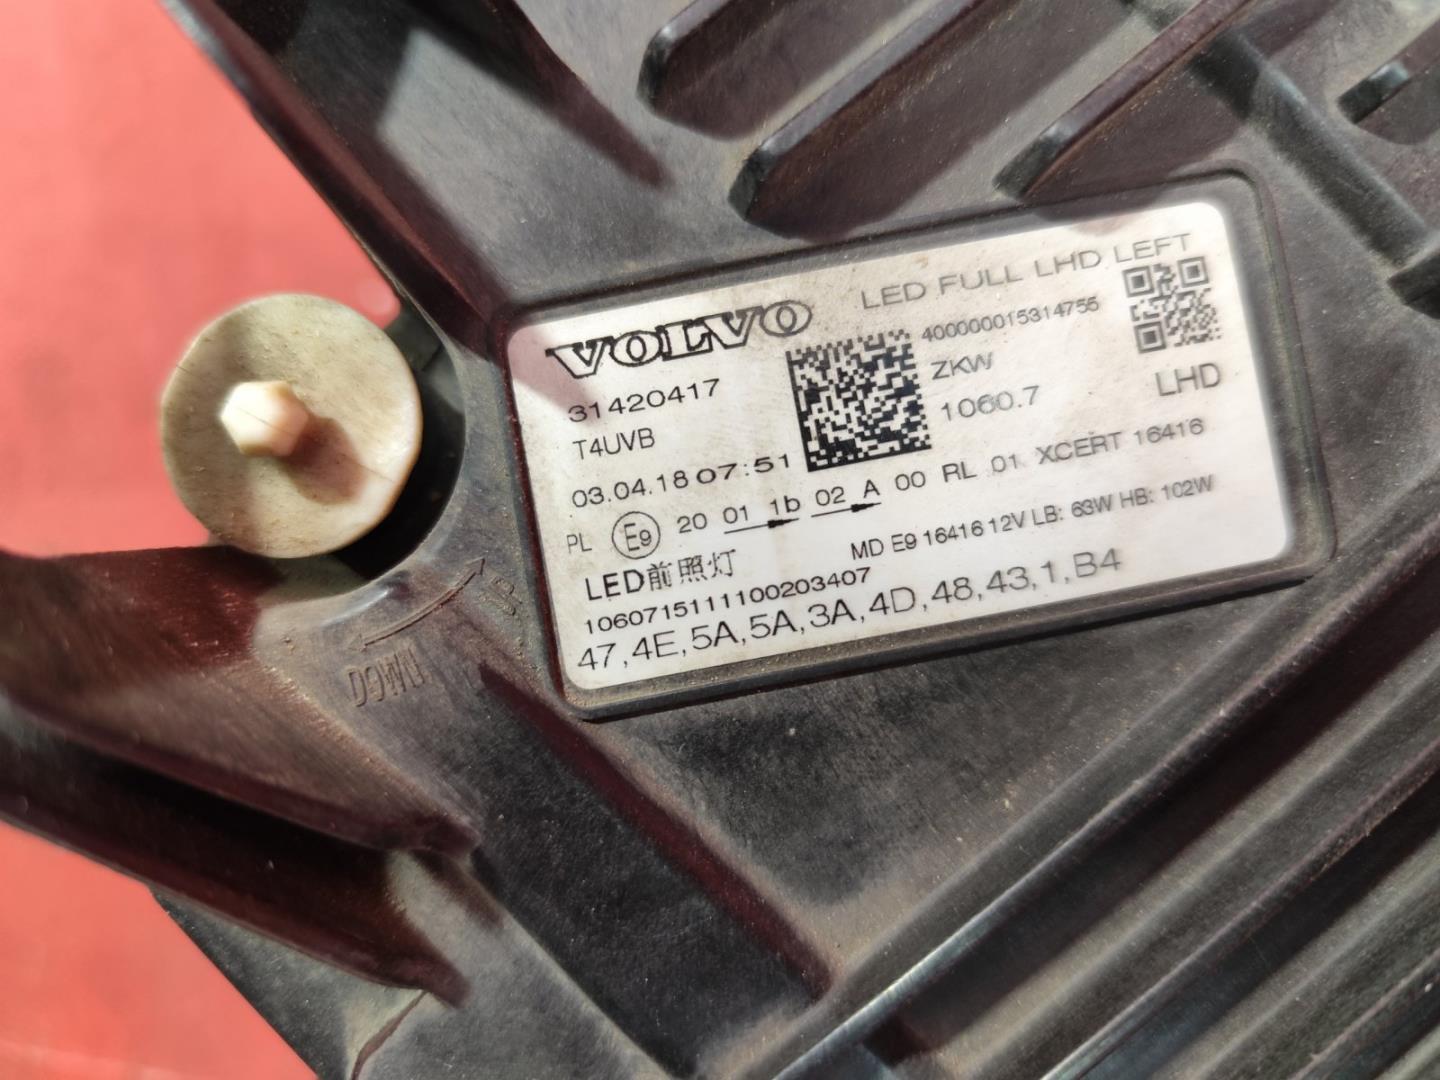 VOLVO
LED FULL LHD LEFT
31420417
400000015314756
T4UVB
ZKW
03.04.18 07:51
1060.7
LHD
PL E9 20 01 1b 02 A 00 RL 01 XCERT 16416
LED前照灯
MD E9 16416 12V LB: 63W HB: 102W
1060715111100203407
47,4E,5A,5A,3A,4D,48,43,1,B4
UP
DOWN